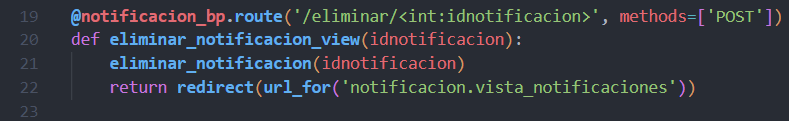 19 @notificacion_bp.route('/eliminar/<int:idnotificacion>', methods=['POST'])
20 def eliminar_notificacion_view(idnotificacion):
21     eliminar_notificacion(idnotificacion)
22     return redirect(url_for('notificacion.vista_notificaciones'))
23